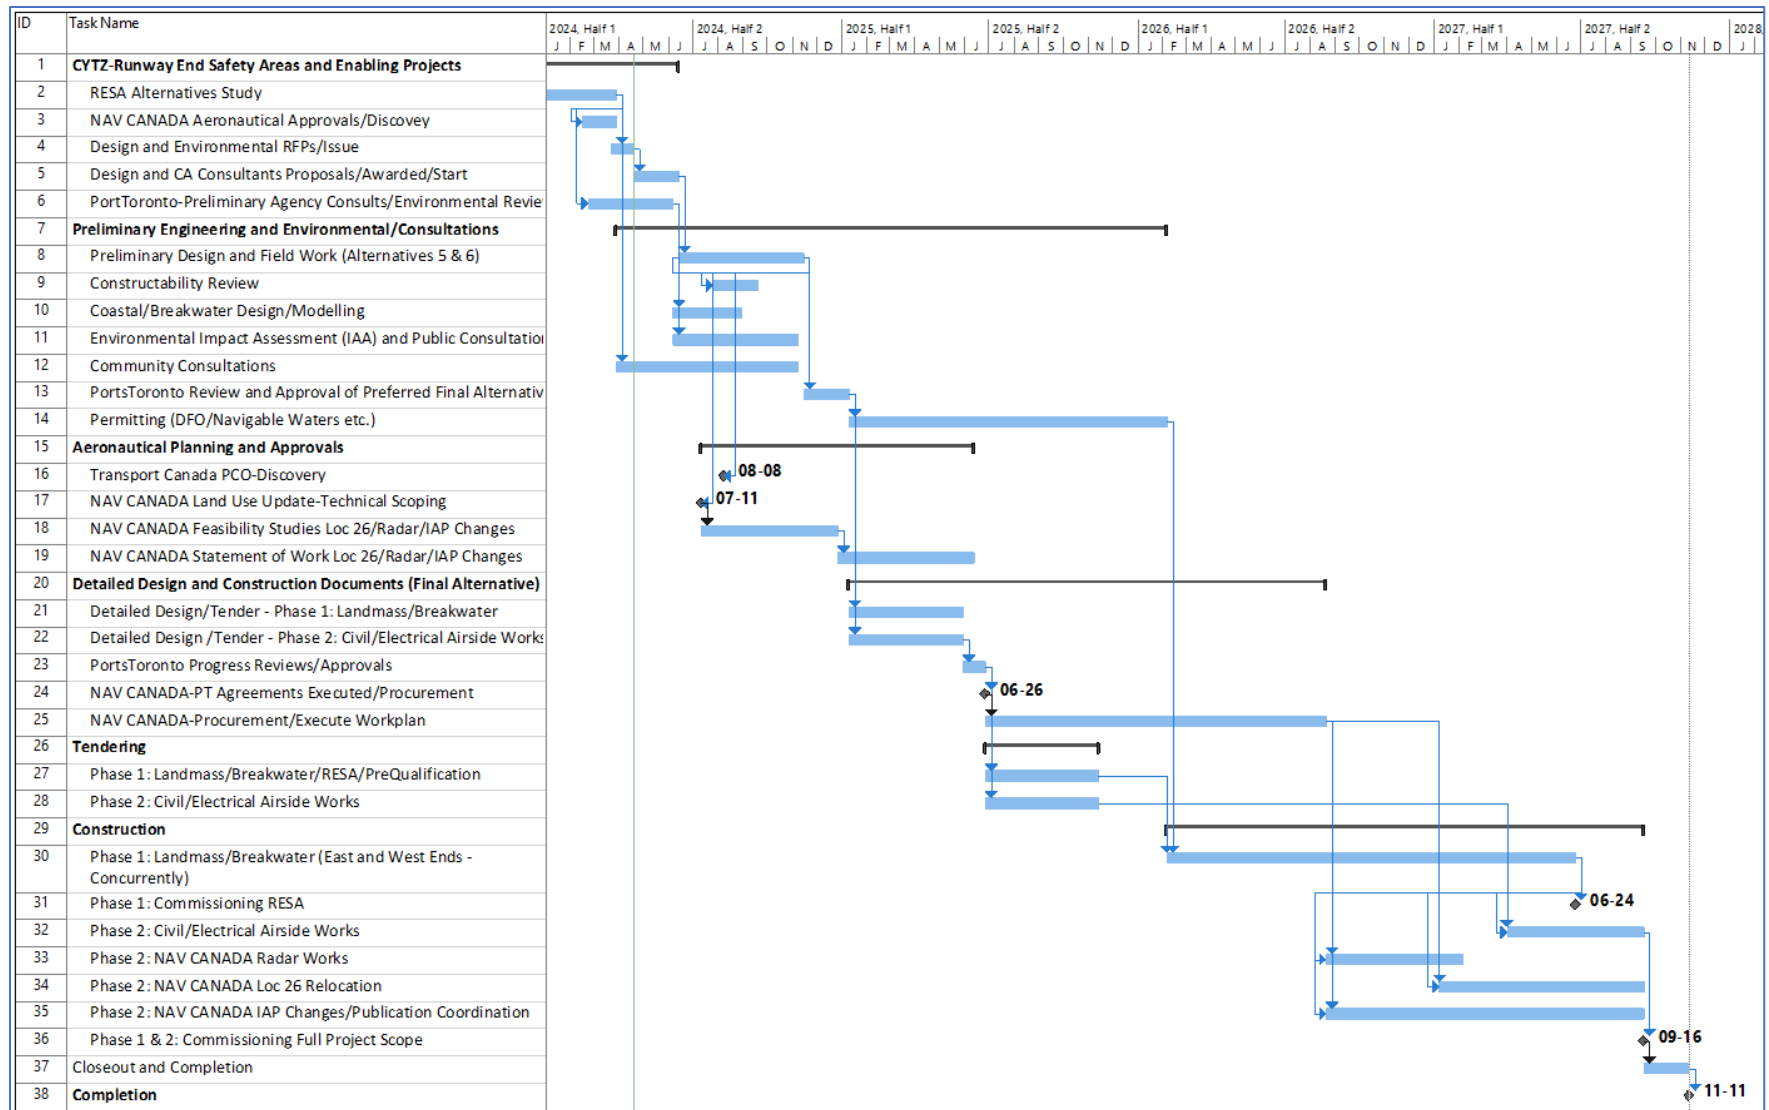 ID Task Name 2024, Half 1 2024, Half 2 2025, Half 1 2025, Half 2 2026, Half 1 2026, Half 2 2027, Half 1 2027, Half 2 2028,
J F M A M J J A S O N D J F M A M J J A S O N D J F M A M J J A S O N D J F M A M J J A S O N D J
1 CYTZ-Runway End Safety Areas and Enabling Projects
2 RESA Alternatives Study
3 NAV CANADA Aeronautical Approvals/Discovey
4 Design and Environmental RFPs/Issue
5 Design and CA Consultants Proposals/Awarded/Start
6 PortToronto-Preliminary Agency Consults/Environmental Revie
7 Preliminary Engineering and Environmental/Consultations
8 Preliminary Design and Field Work (Alternatives 5 & 6)
9 Constructability Review
10 Coastal/Breakwater Design/Modelling
11 Environmental Impact Assessment (IAA) and Public Consultatio
12 Community Consultations
13 PortsToronto Review and Approval of Preferred Final Alternativ
14 Permitting (DFO/Navigable Waters etc.)
15 Aeronautical Planning and Approvals
16 Transport Canada PCO-Discovery 08-08
17 NAV CANADA Land Use Update-Technical Scoping 07-11
18 NAV CANADA Feasibility Studies Loc 26/Radar/IAP Changes
19 NAV CANADA Statement of Work Loc 26/Radar/IAP Changes
20 Detailed Design and Construction Documents (Final Alternative)
21 Detailed Design/Tender - Phase 1: Landmass/Breakwater
22 Detailed Design /Tender - Phase 2: Civil/Electrical Airside Works
23 PortsToronto Progress Reviews/Approvals
24 NAV CANADA-PT Agreements Executed/Procurement 06-26
25 NAV CANADA-Procurement/Execute Workplan
26 Tendering
27 Phase 1: Landmass/Breakwater/RESA/PreQualification
28 Phase 2: Civil/Electrical Airside Works
29 Construction
30 Phase 1: Landmass/Breakwater (East and West Ends -
Concurrently)
31 Phase 1: Commissioning RESA 06-24
32 Phase 2: Civil/Electrical Airside Works
33 Phase 2: NAV CANADA Radar Works
34 Phase 2: NAV CANADA Loc 26 Relocation
35 Phase 2: NAV CANADA IAP Changes/Publication Coordination
36 Phase 1 & 2: Commissioning Full Project Scope 09-16
37 Closeout and Completion
38 Completion 11-11